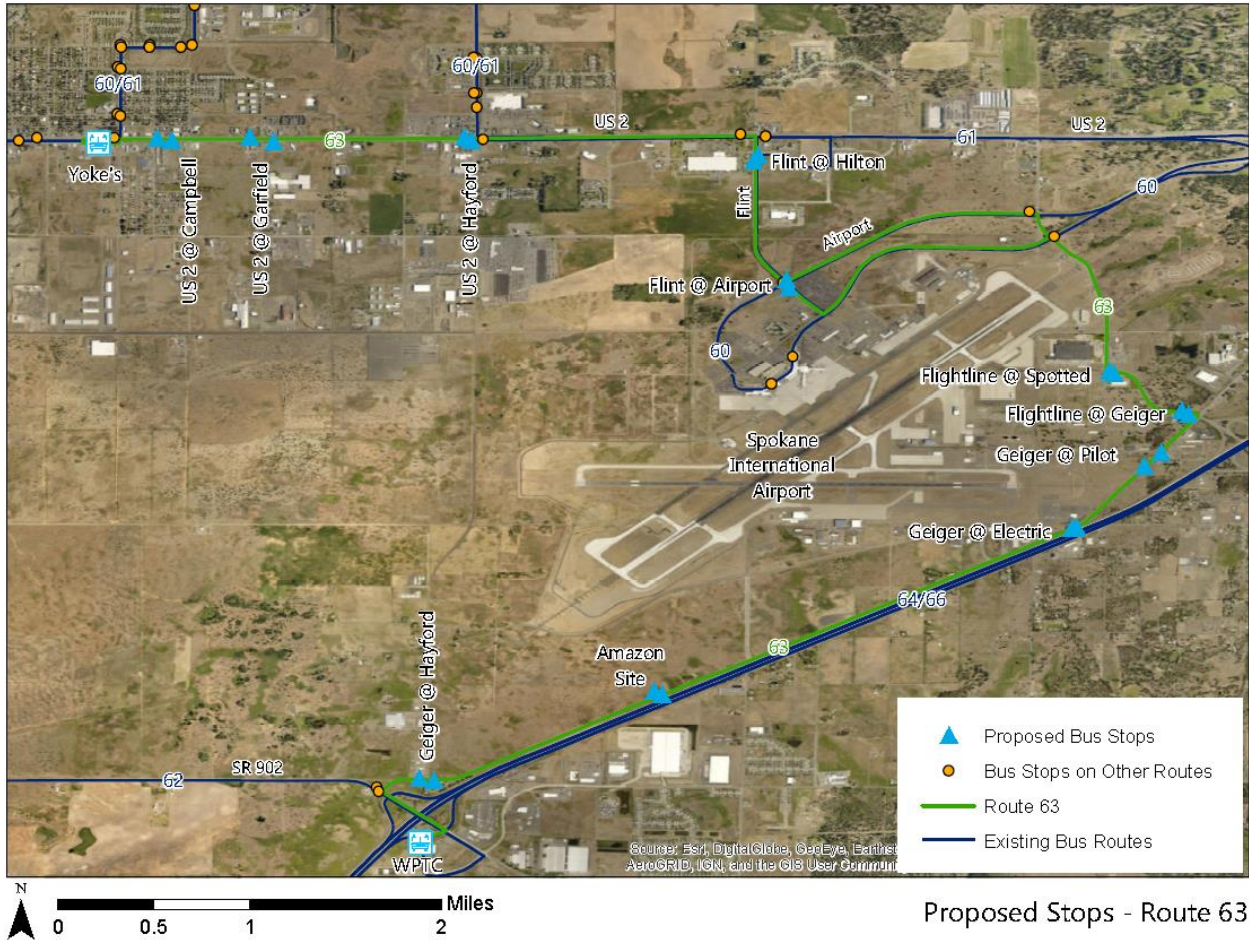 60/61
60/61
US 2
US 2
63
61
Yoke's
US 2 @ Campbell
US 2 @ Garfield
US 2 @ Hayford
Flint @ Hilton
Flint
60
Airport
Flint @ Airport
63
60
Flightline @ Spotted
Flightline @ Geiger
Spokane
International
Airport
Geiger @ Pilot
Geiger @ Electric
64/66
63
Amazon
Site
Geiger @ Hayford
SR 902
62
WPTC
Proposed Bus Stops
Bus Stops on Other Routes
Route 63
Existing Bus Routes
Source: Esri, DigitalGlobe, GeoEye,
AeroGRID, IGN, and the GIS User
N
Miles
0 0.5 1 2
Proposed Stops - Route 63